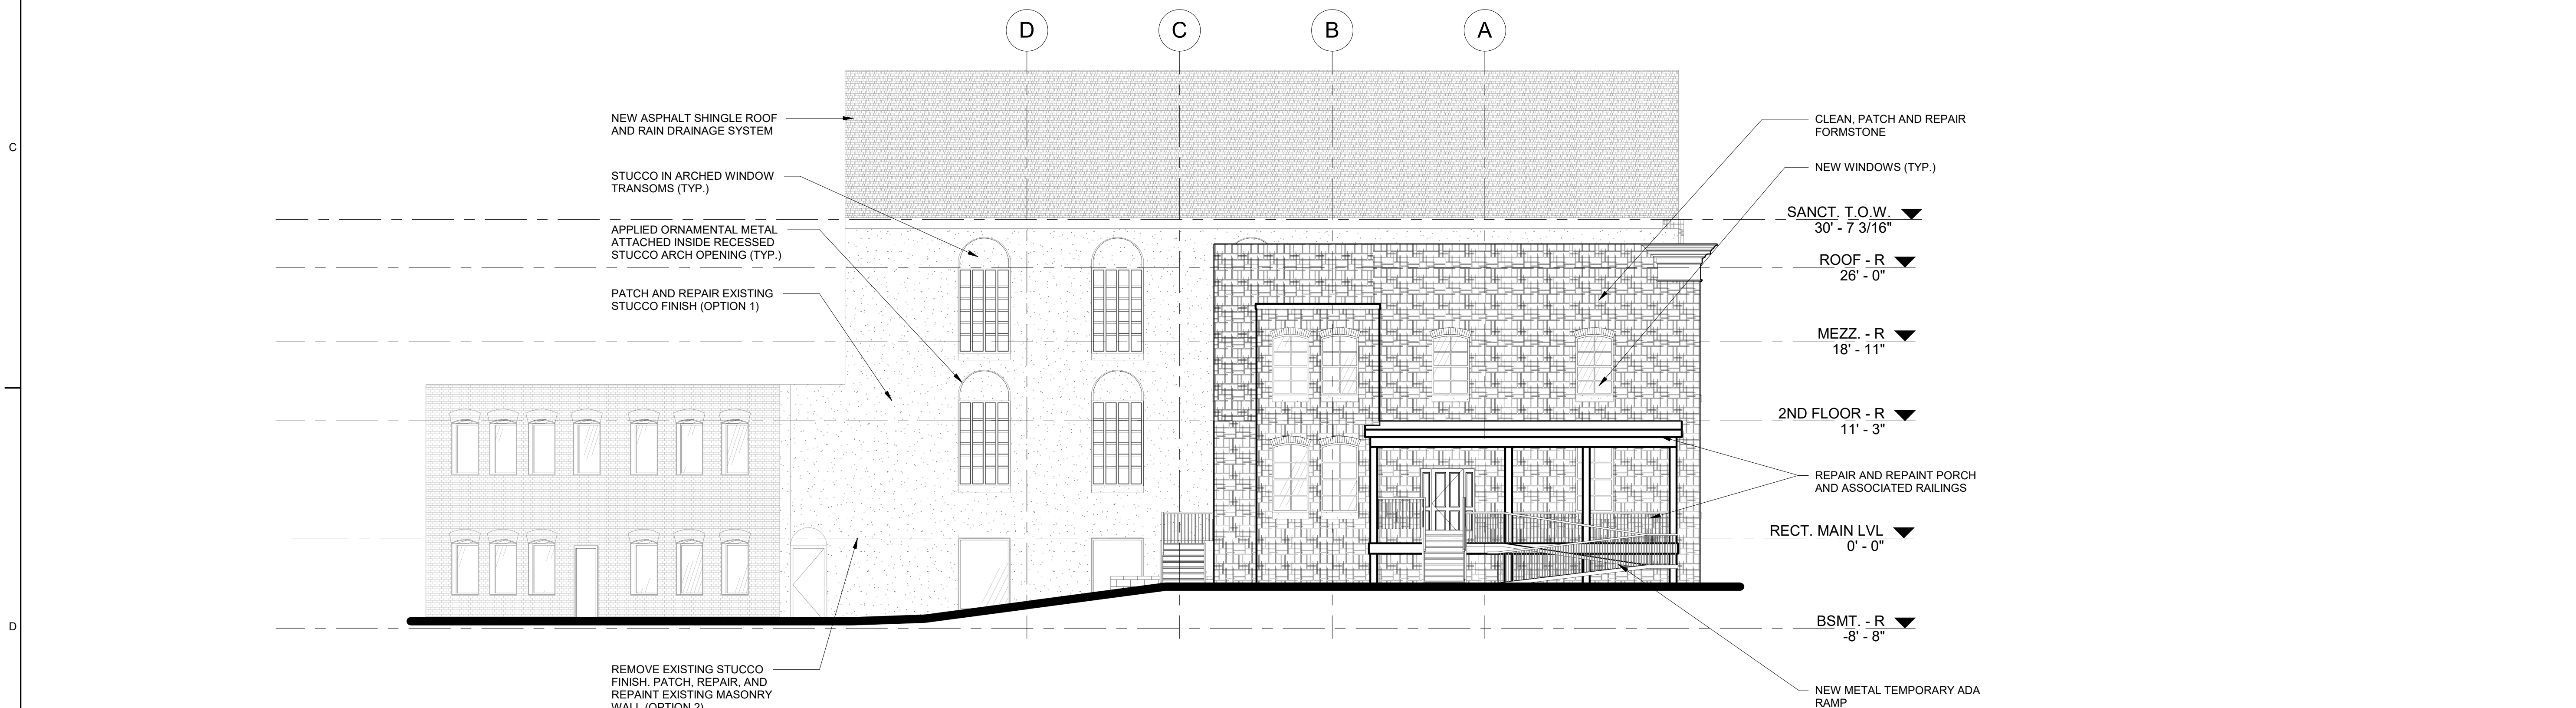 D
C
B
A
C
D
NEW ASPHALT SHINGLE ROOF
AND RAIN DRAINAGE SYSTEM
STUCCO IN ARCHED WINDOW
TRANSOMS (TYP.)
APPLIED ORNAMENTAL METAL
ATTACHED INSIDE RECESSED
STUCCO ARCH OPENING (TYP.)
PATCH AND REPAIR EXISTING
STUCCO FINISH (OPTION 1)
REMOVE EXISTING STUCCO
FINISH. PATCH, REPAIR, AND
REPAINT EXISTING MASONRY
WALL (OPTION 2)
CLEAN, PATCH AND REPAIR
FORMSTONE
NEW WINDOWS (TYP.)
SANCT. T.O.W.
30' - 7 3/16"
ROOF - R
26' - 0"
MEZZ. - R
18' - 11"
2ND FLOOR - R
11' - 3"
REPAIR AND REPAINT PORCH
AND ASSOCIATED RAILINGS
RECT. MAIN LVL
0' - 0"
BSMT. - R
-8' - 8"
NEW METAL TEMPORARY ADA
RAMP